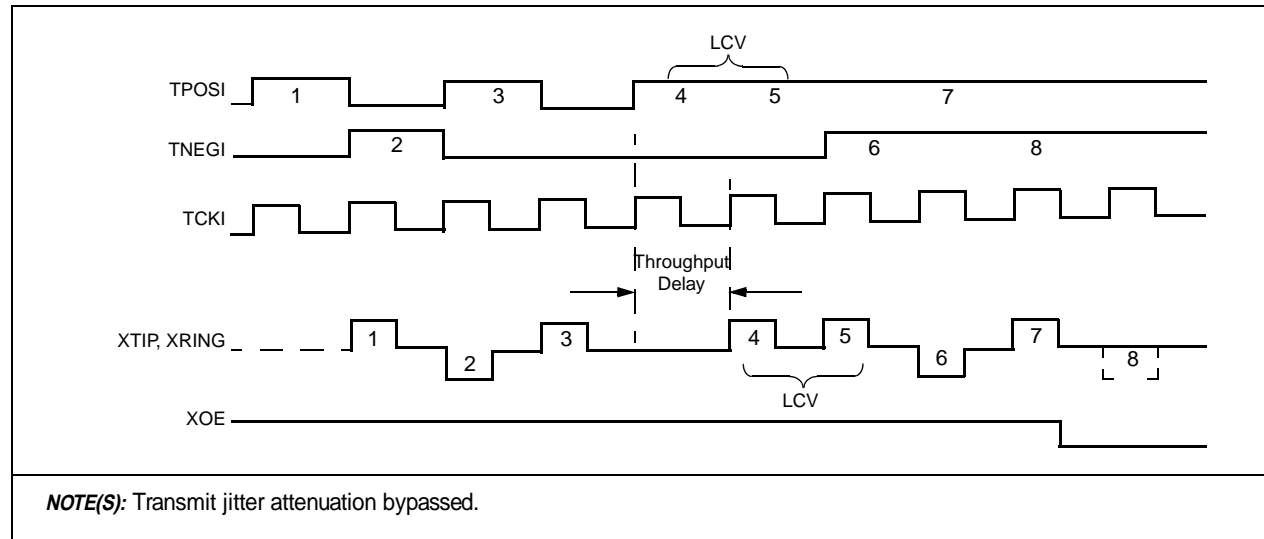 LCV
TPOSI 1 3 4 5 7
TNEGI 2 6 8
TCKI
Throughput
Delay
XTIP, XRING 1 2 3 4 5 6 7 8
LCV
XOE
NOTE(S): Transmit jitter attenuation bypassed.